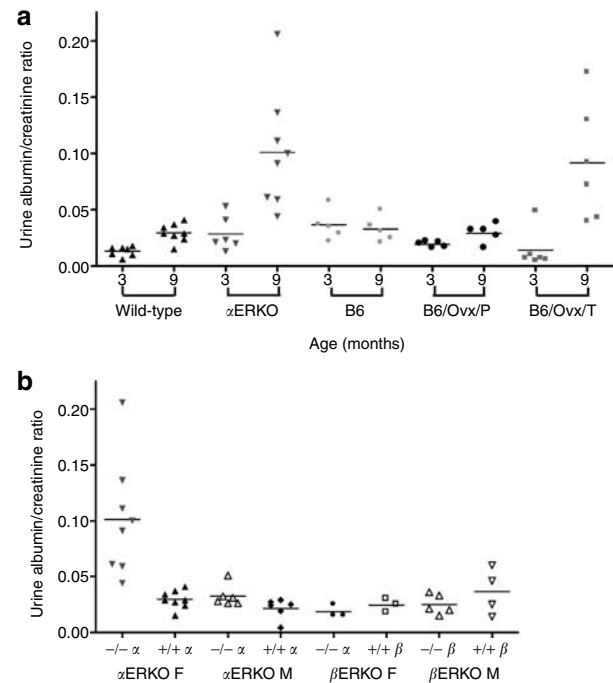 a
Urine albumin/creatinine ratio
0.20
0.15
0.10
0.05
0.00
3 9 3 9 3 9 3 9 3 9
Wild-type αERKO B6 B6/Ovx/P B6/Ovx/T
Age (months)
b
Urine albumin/creatinine ratio
0.20
0.15
0.10
0.05
0.00
−/− α +/+ α −/− α +/+ α −/− α +/+ β −/− β +/+ β
αERKO F αERKO M βERKO F βERKO M